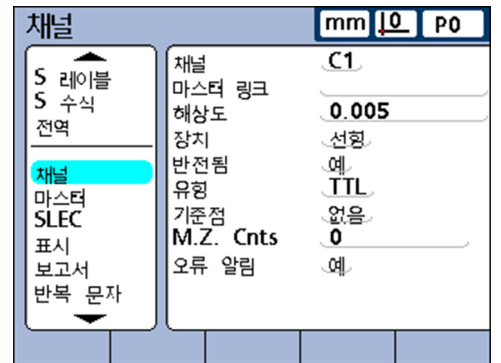 채널
mm
0
P0
S 레이블
S 수식
전역
채널
마스터
SLEC
표시
보고서
반복 문자
채널 C1
마스터 링크
해상도 0.005
장치 선형
반전됨 예
유형 TTL
기준점 없음
M.Z. Cnts 0
오류 알림 예